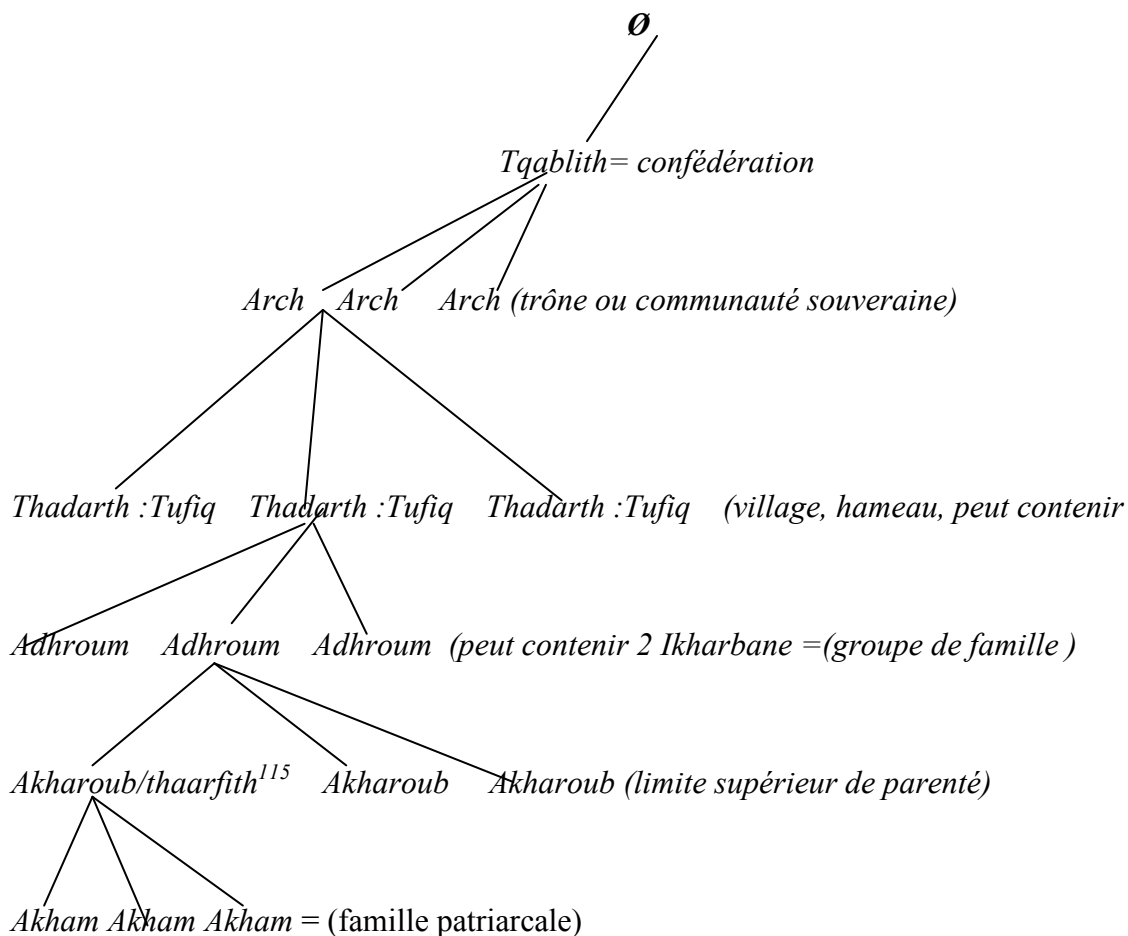 Ø
Tqablith= confédération
Arch Arch Arch (trône ou communauté souveraine)
Thadarth :Tufiq Thadarth :Tufiq Thadarth :Tufiq (village, hameau, peut contenir
Adhroum Adhroum Adhroum (peut contenir 2 Ikharbane =(groupe de famille )
Akharoub/thaarfith115 Akharoub Akharoub (limite supérieur de parenté)
Akham Akham Akham = (famille patriarcale)